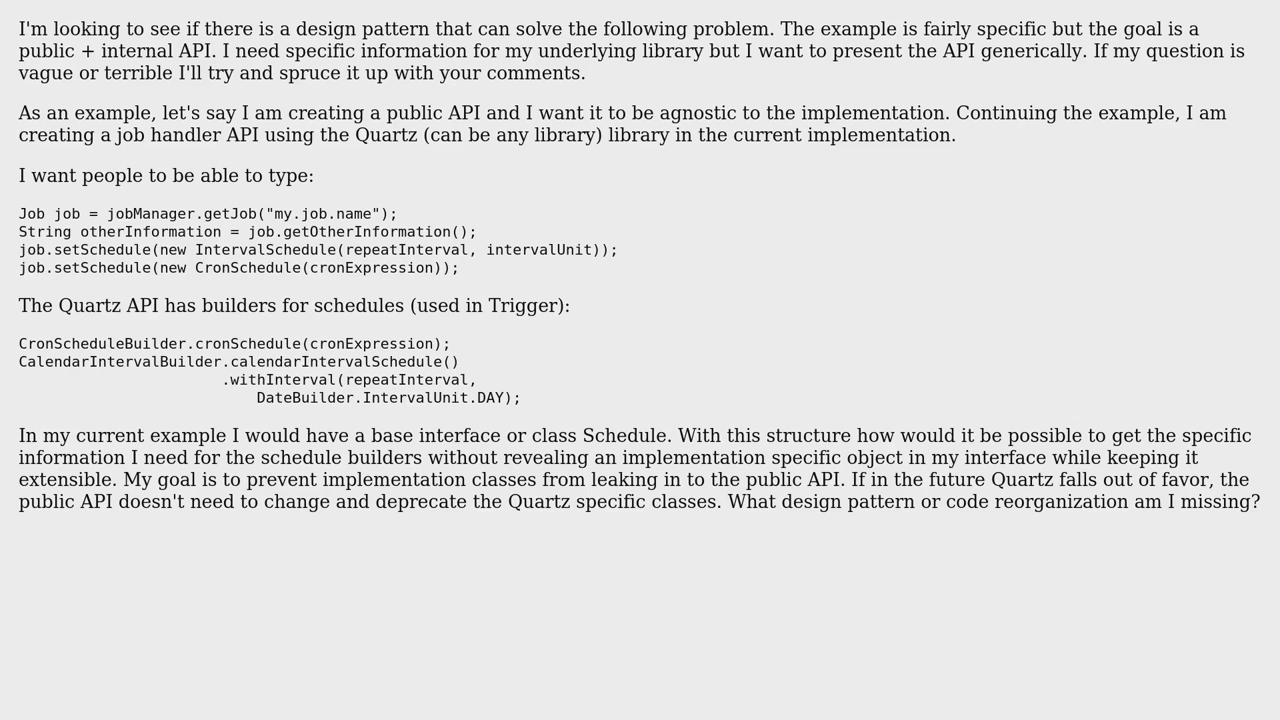 I'm looking to see if there is a design pattern that can solve the following problem. The example is fairly specific but the goal is a
public + internal API. I need specific information for my underlying library but I want to present the API generically. If my question is
vague or terrible I'll try and spruce it up with your comments.
As an example, let's say I am creating a public API and I want it to be agnostic to the implementation. Continuing the example, I am
creating a job handler API using the Quartz (can be any library) library in the current implementation.
I want people to be able to type:
Job job = jobManager.getJob("my.job.name");
String otherInformation = job.getOtherInformation();
job.setSchedule(new IntervalSchedule(repeatInterval, intervalUnit));
job.setSchedule(new CronSchedule(cronExpression));
The Quartz API has builders for schedules (used in Trigger):
CronScheduleBuilder.cronSchedule(cronExpression);
CalendarIntervalBuilder.calendarIntervalSchedule()
.withInterval(repeatInterval,
DateBuilder.IntervalUnit.DAY);
In my current example I would have a base interface or class Schedule. With this structure how would it be possible to get the specific
information I need for the schedule builders without revealing an implementation specific object in my interface while keeping it
extensible. My goal is to prevent implementation classes from leaking in to the public API. If in the future Quartz falls out of favor, the
public API doesn't need to change and deprecate the Quartz specific classes. What design pattern or code reorganization am I missing?